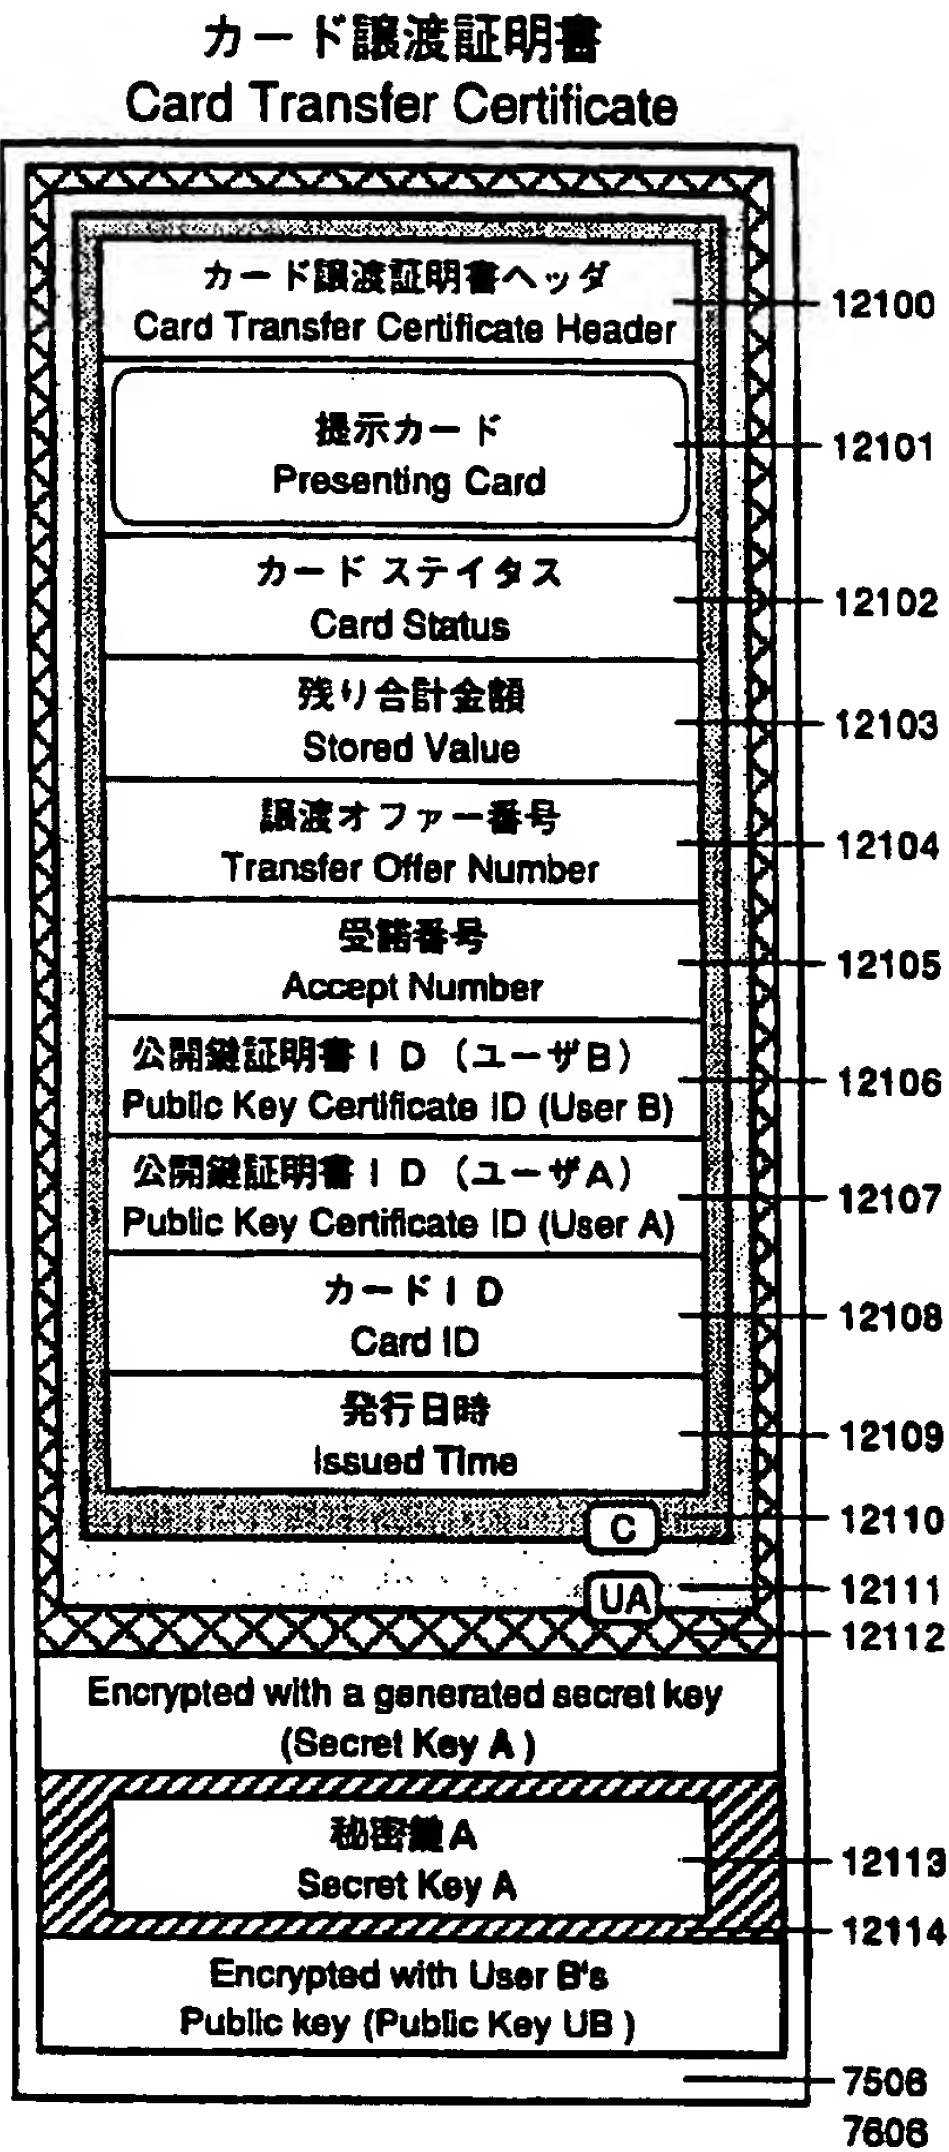 カード譲渡証明書
Card Transfer Certificate
カード譲渡証明書ヘッダ
Card Transfer Certificate Header
12100
提示カード
Presenting Card
12101
カード ステイタス
Card Status
12102
残り合計金額
Stored Value
12103
譲渡オファー番号
Transfer Offer Number
12104
受諾番号
Accept Number
12105
公開鍵証明書ID(ユーザB)
Public Key Certificate ID (User B)
12106
公開鍵証明書ID(ユーザA)
Public Key Certificate ID (User A)
12107
カードID
Card ID
12108
発行日時
Issued Time
12109
C
12110
UA
12111
12112
Encrypted with a generated secret key
(Secret Key A )
秘密鍵A
Secret Key A
12113
12114
Encrypted with User B's
Public key (Public Key UB )
7506
7606